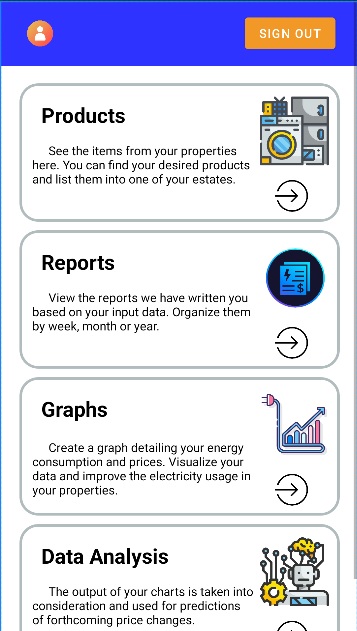 SIGN OUT
Products
See the items from your properties
here. You can find your desired products
and list them into one of your estates.
Reports
View the reports we have written you
based on your input data. Organize them
by week, month or year.
Graphs
Create a graph detailing your energy
consumption and prices. Visualize your
data and improve the electricity usage in
your properties.
Data Analysis
The output of your charts is taken into
consideration and used for predictions
of forthcoming price changes.